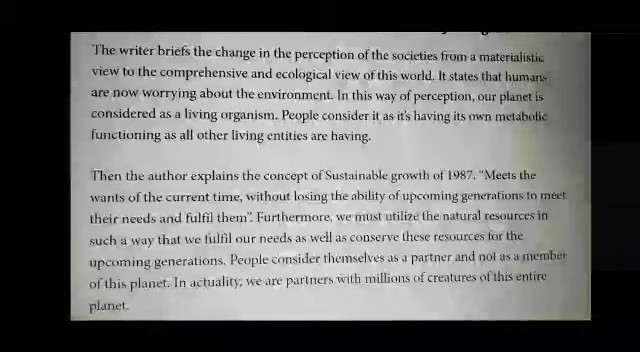 The writer briefs the change in the perception of the societies from a materialistic
view to the comprehensive and ecological view of this world. It states that humans
are now worrying about the environment. In this way of perception, our planet is
considered as a living organism. People consider it as it's having its own metabolic
functioning as all other living entities are having.
Then the author explains the concept of Sustainable growth of 1987. "Meets the
wants of the current time, without losing the ability of upcoming generations to meet
their needs and fulfil them". Furthermore, we must utilize the natural resources in
such a way that we fulfil our needs as well as conserve these resources for the
upcoming generations. People consider themselves as a partner and not as a member
of this planet. In actuality, we are partners with millions of creatures of this entire
planet.